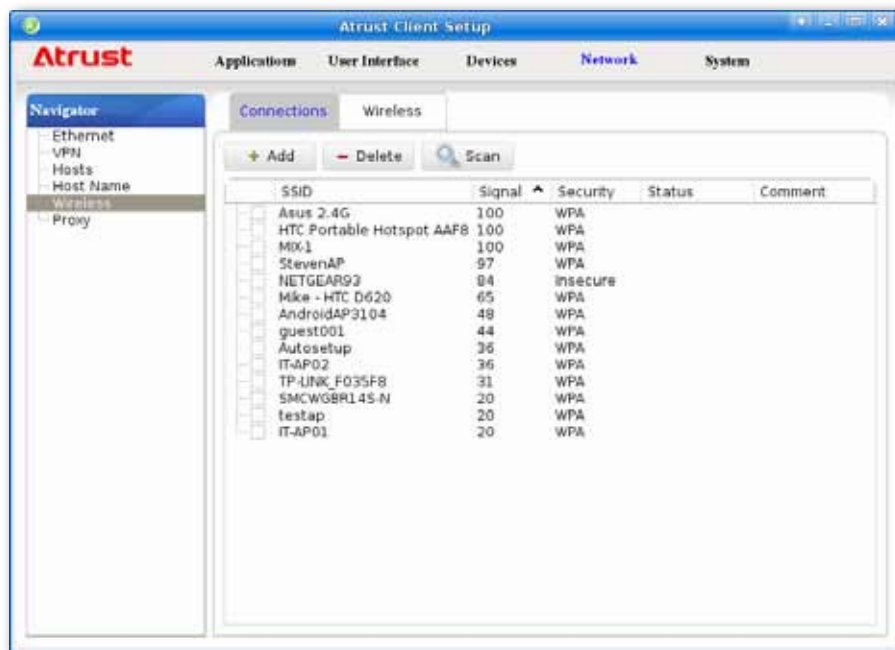 Atrust Client Setup
Atrust Applications User Interface Devices Network System
Navigator
Ethernet
VPN
Hosts
Host Name
Wireless
Proxy
Connections Wireless
+ Add - Delete Scan
SSID Signal Security Status Comment
Asus 2.4G 100 WPA
HTC Portable Hotspot AAF8 100 WPA
MIX-1 100 WPA
StevenAP 97 WPA
NETGEAR93 84 Insecure
Mike - HTC D620 65 WPA
AndroidAP3104 48 WPA
guest001 44 WPA
Autosetup 36 WPA
IT-AP02 36 WPA
TP-LINK_F035F8 31 WPA
SMCWGBR14S-N 20 WPA
testap 20 WPA
IT-AP01 20 WPA